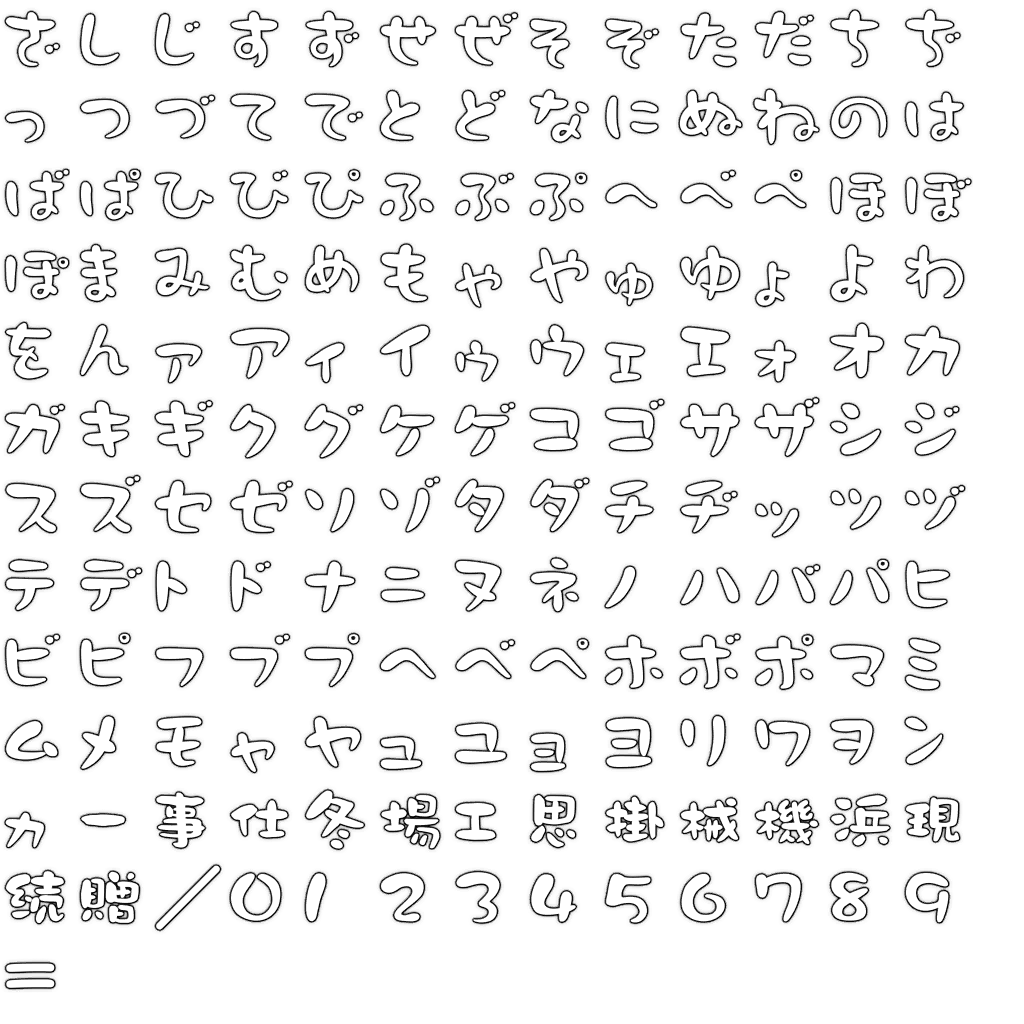 ざしじすずせぜそぞただちぢ
っつづてでとどなにぬねのは
ばぱひびぴふぶぷへべぺほぼ
ぽまみむめもゃやゅゆょよわ
をんァアィイゥウェエォオカ
ガキギクグケゲコゴサザシジ
スズセゼソゾタダチヂッツヅ
テデトドナニヌネノハバパヒ
ビピフブプヘベペホボポマミ
ムメモャヤュユョヨリワヲン
ヵー事仕冬場工思掛械機浜現
続贈／0123456789
＝